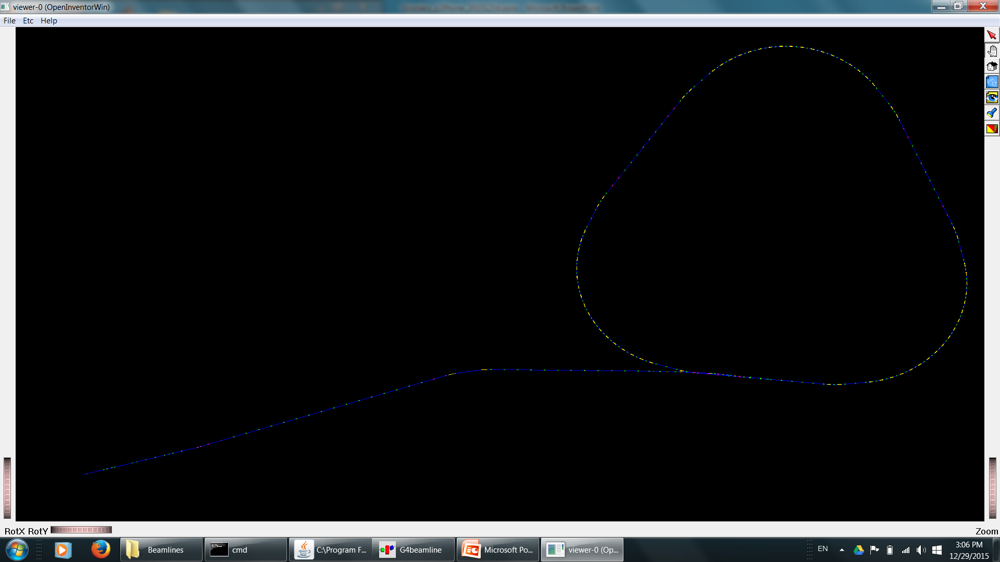 viewer-0 (OpenInventorWin)
File Etc Help
RotX RotY
Zoom
Beamlines
cmd
C:\Program F...
G4beamline
Microsoft Po...
viewer-0 (Op...
EN
3:06 PM
12/29/2015